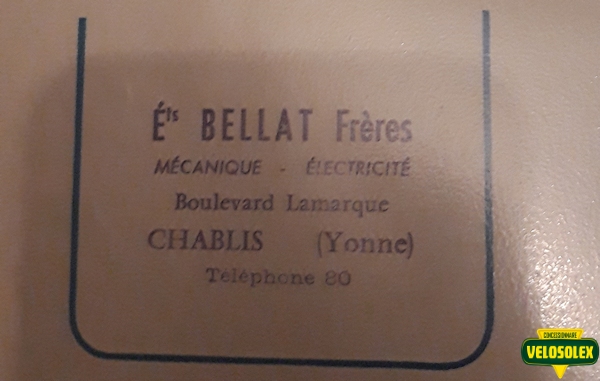 Éts BELLAT Frères
MÉCANIQUE - ÉLECTRICITÉ
Boulevard Lamarque
CHABLIS (Yonne)
Téléphone 80
CONCESSIONNAIRE
VELOSOLEX